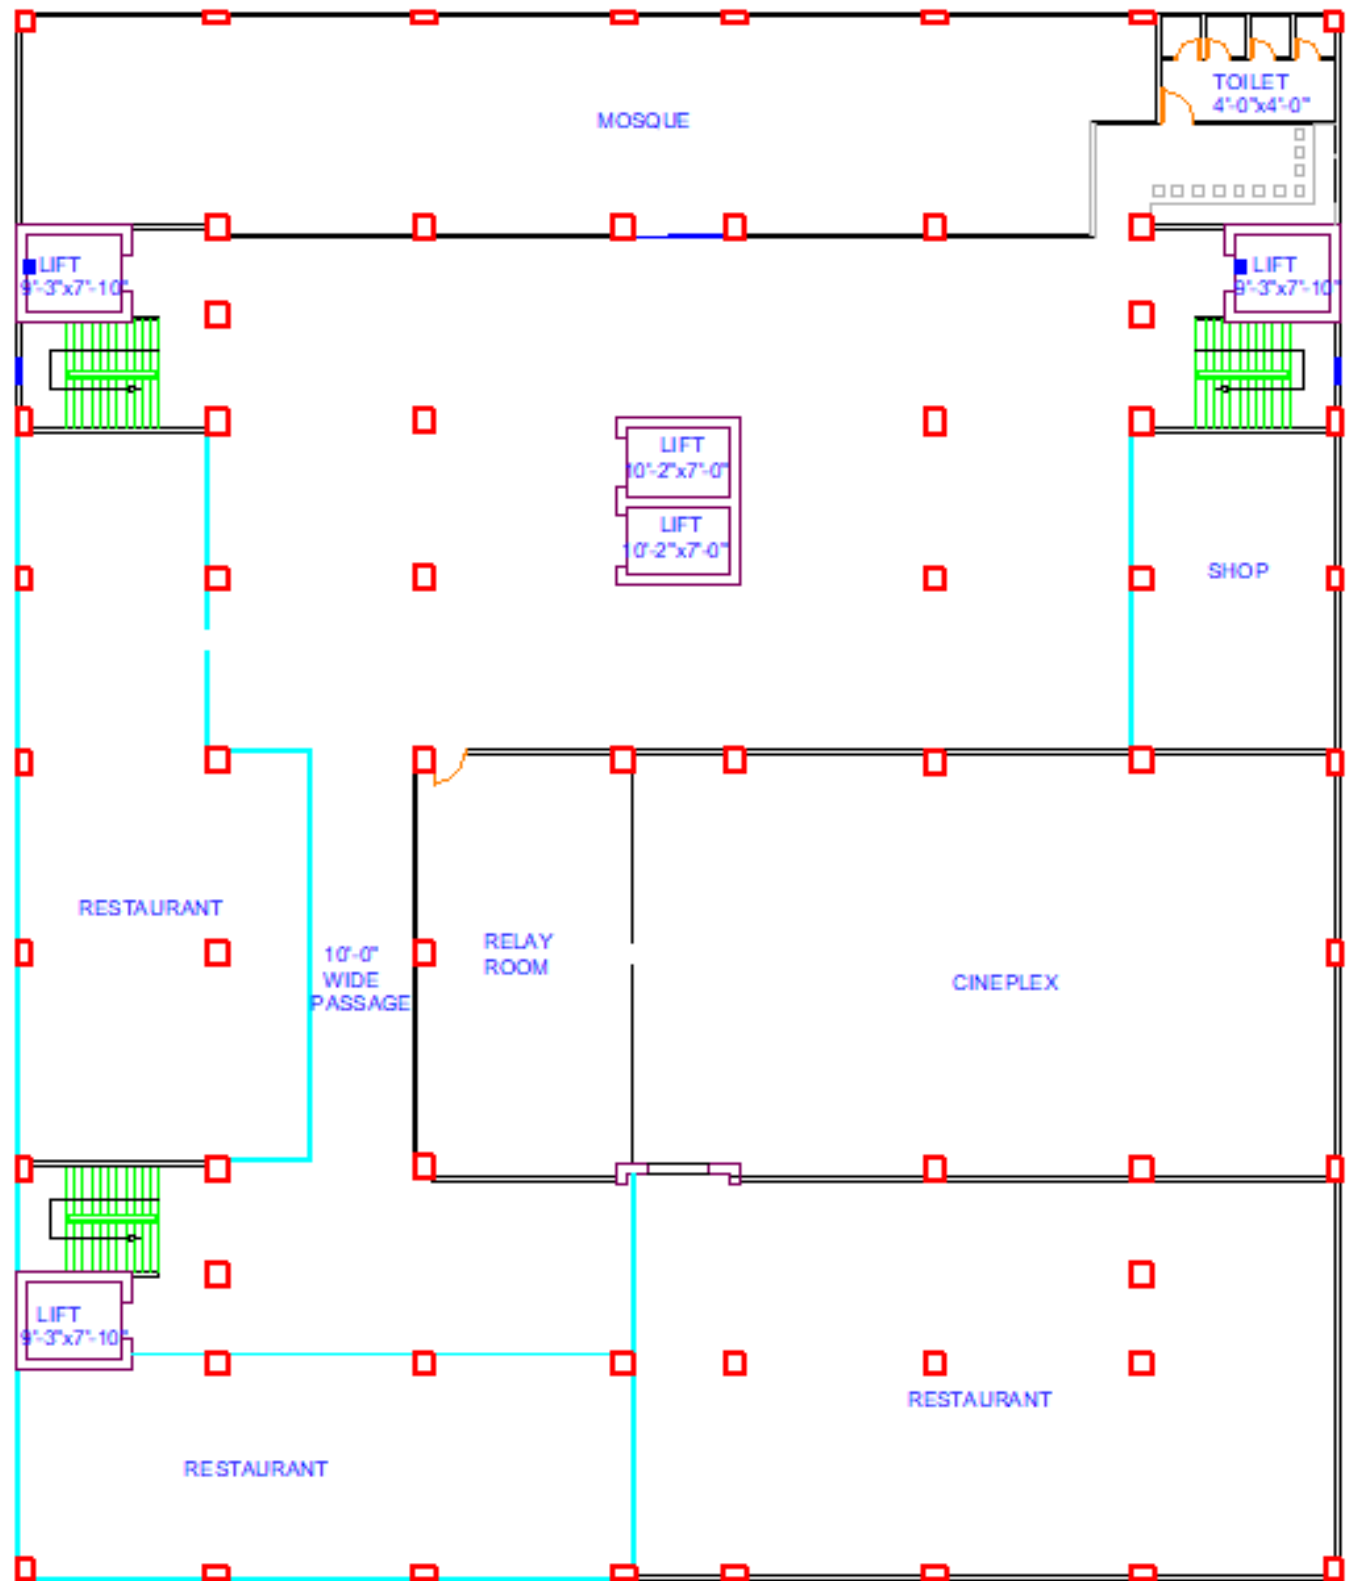 TOILET
4'-0"x4'-0"
MOSQUE
LIFT
9'-3"x7'-10"
LIFT
9'-3"x7'-10"
LIFT
10'-2"x7'-0"
LIFT
10'-2"x7'-0"
SHOP
RESTAURANT
10'-0"
WIDE
PASSAGE
RELAY
ROOM
CINEPLEX
LIFT
9'-3"x7'-10"
RESTAURANT
RESTAURANT